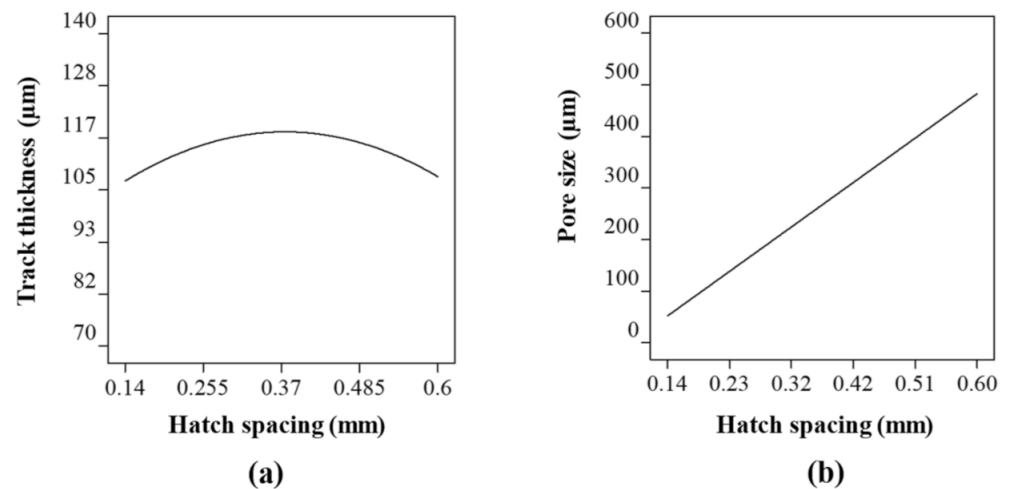 140
128
117
105
93
82
70
Track thickness (μm)
0.14 0.255 0.37 0.485 0.6
Hatch spacing (mm)
(a)
600
500
400
300
200
100
0
Pore size (μm)
0.14 0.23 0.32 0.42 0.51 0.60
Hatch spacing (mm)
(b)